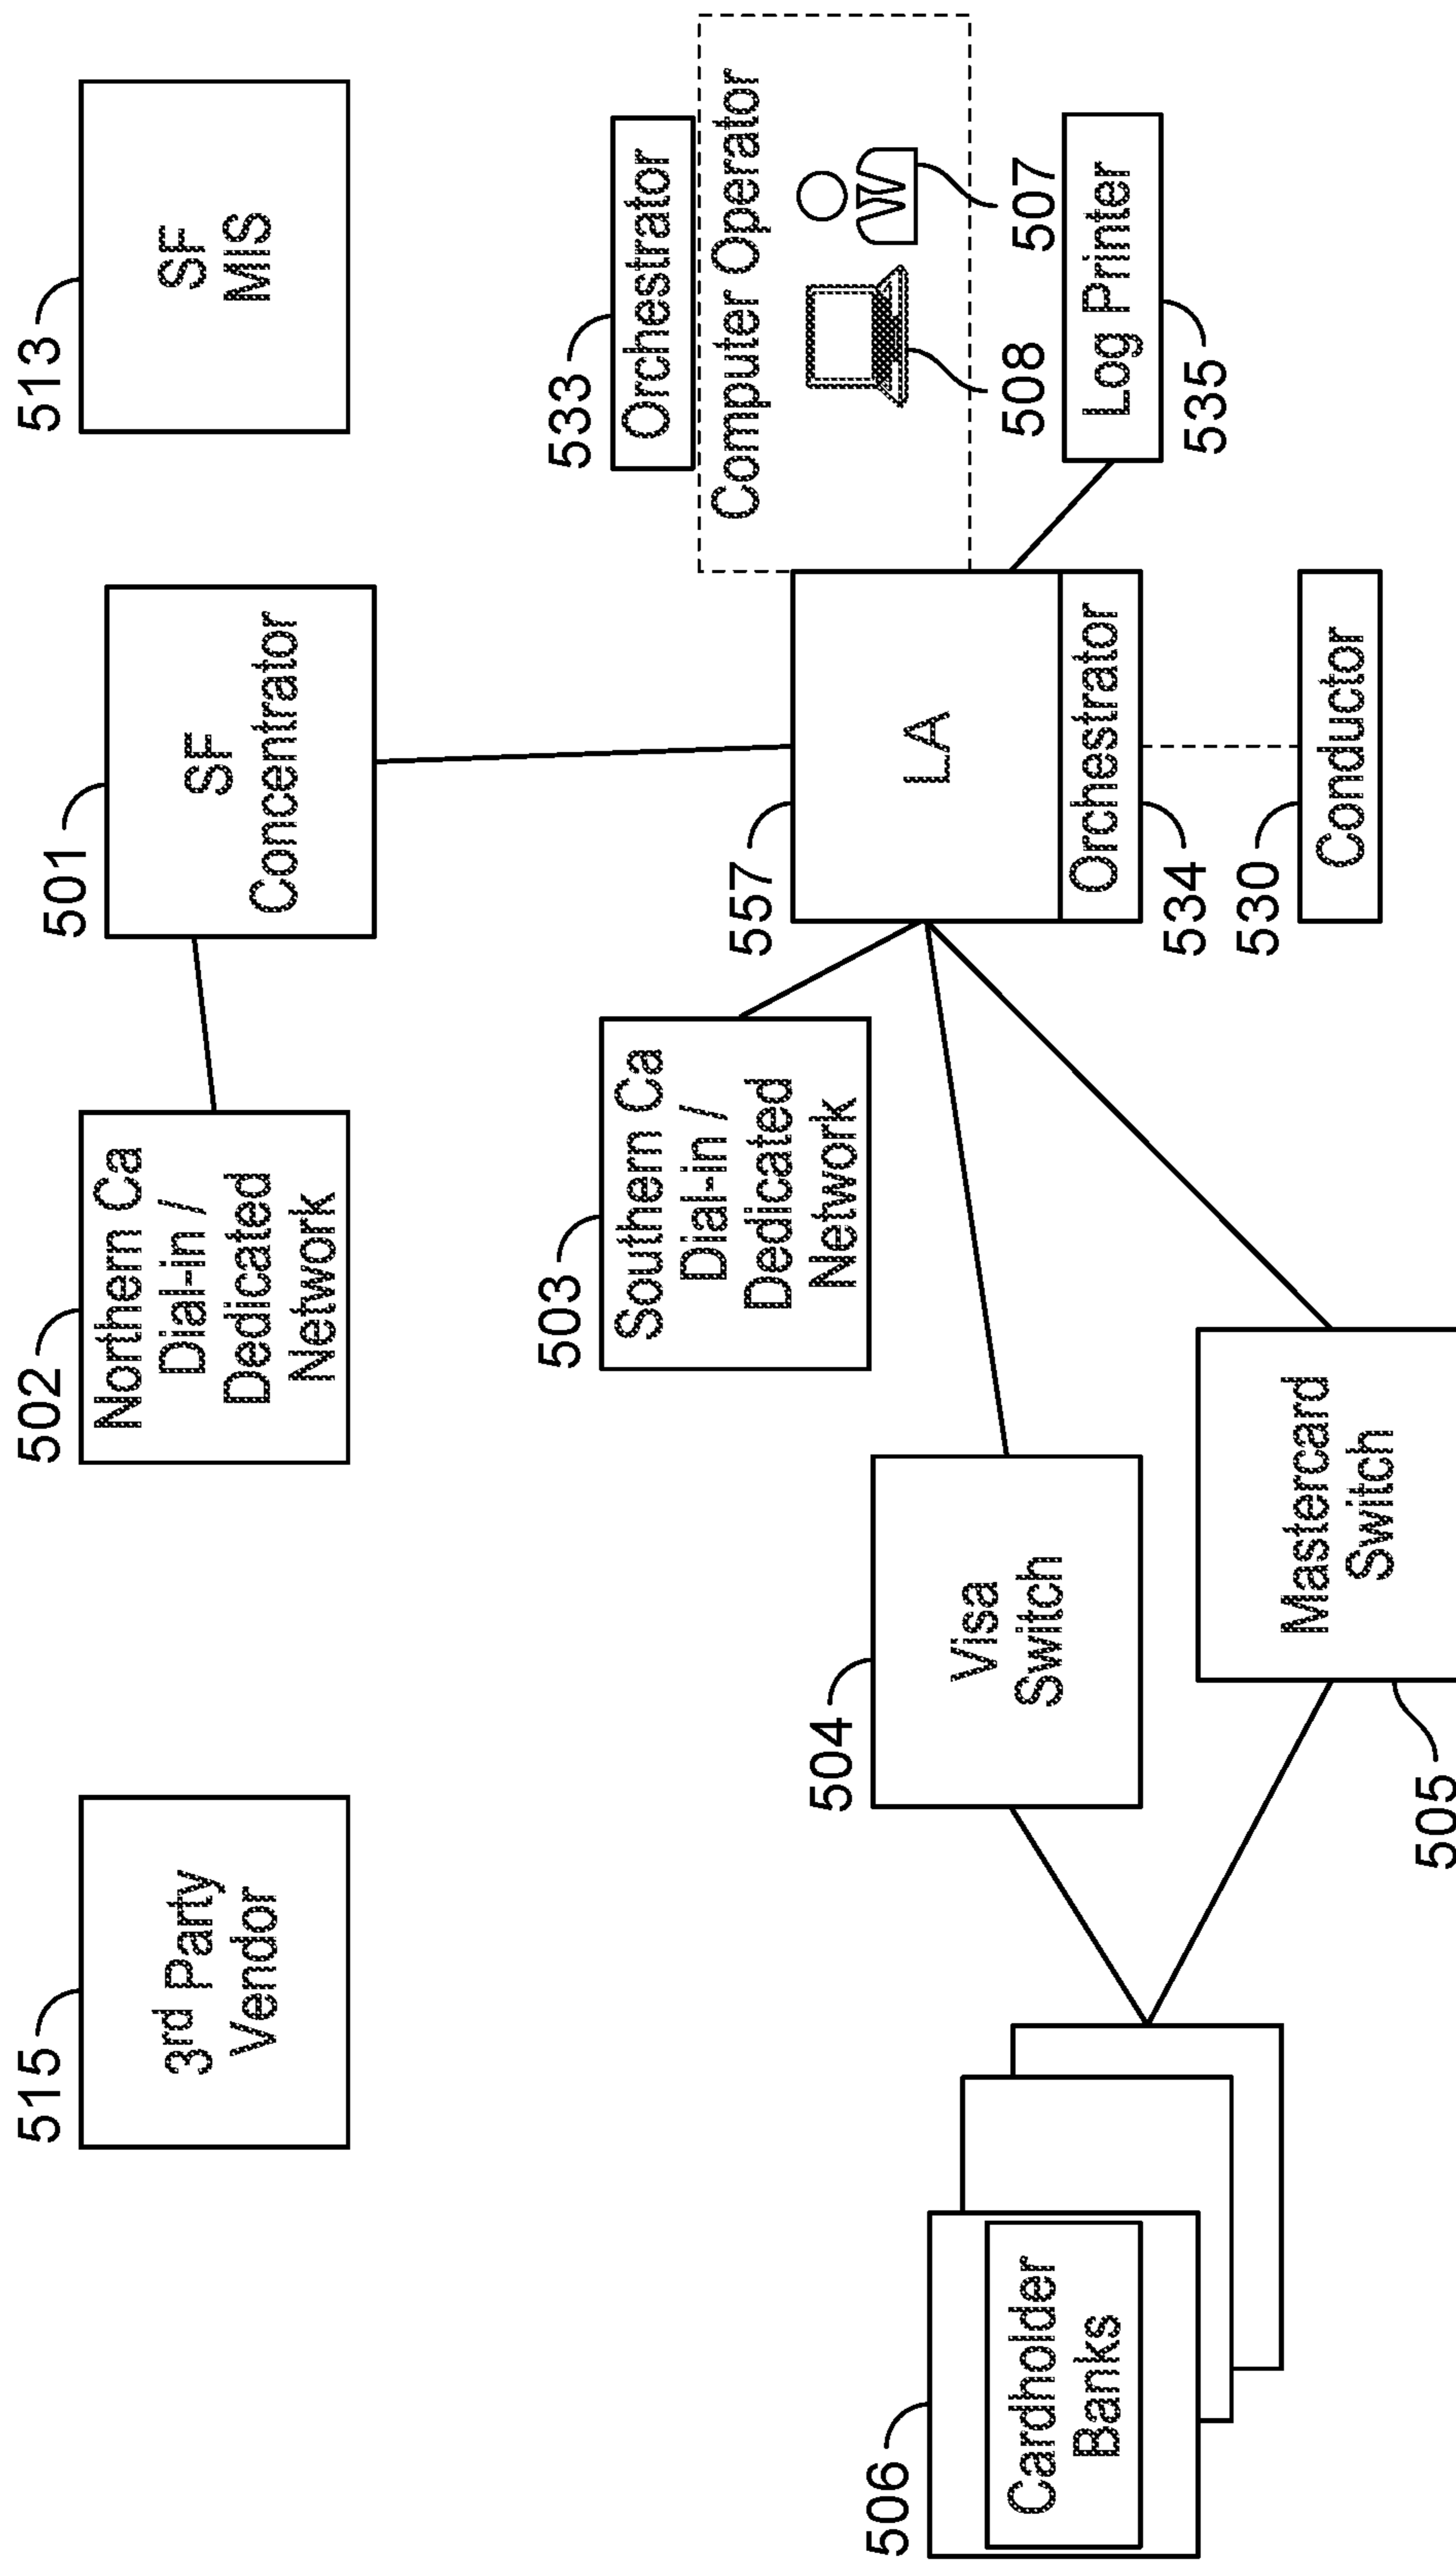 515
3rd Party
Vendor
502
Northern Ca
Dial-in /
Dedicated
Network
501
SF
Concentrator
513
SF
MIS
503
Southern Ca
Dial-in /
Dedicated
Network
533
Orchestrator
Computer Operator
508
507
557
LA
Orchestrator
534
Log Printer
535
530
Conductor
504
Visa
Switch
505
Mastercard
Switch
506
Cardholder
Banks